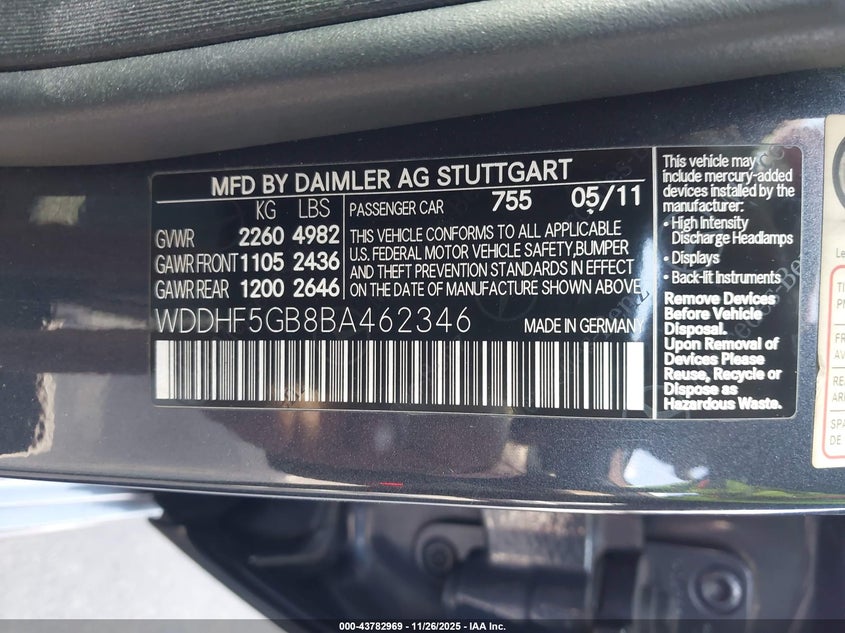 MFD BY DAIMLER AG STUTTGART
KG LBS
GVWR 2260 4982
GAWR FRONT 1105 2436
GAWR REAR 1200 2646
PASSENGER CAR 755 05/11
THIS VEHICLE CONFORMS TO ALL APPLICABLE
U.S. FEDERAL MOTOR VEHICLE SAFETY,BUMPER
AND THEFT PREVENTION STANDARDS IN EFFECT
ON THE DATE OF MANUFACTURE SHOWN ABOVE.
WDDHF5GB8BA462346 MADE IN GERMANY
This vehicle may
include mercury-added
devices installed by the
manufacturer:
• High Intensity
Discharge Headlamps
• Displays
• Back-lit Instruments
Remove Devices
Before Vehicle
Disposal.
Upon Removal of
Devices Please
Reuse, Recycle or
Dispose as
Hazardous Waste.
000-43782969 - 11/26/2025 - IAA Inc.